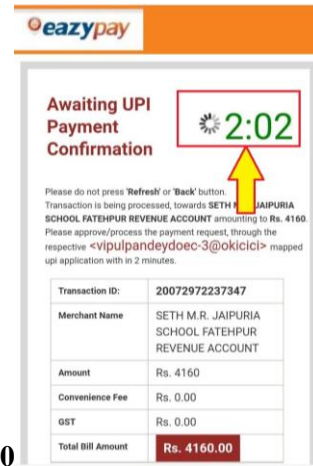 eazypay
Awaiting UPI
Payment
Confirmation
2:02
Please do not press 'Refresh' or 'Back' button.
Transaction is being processed, towards SETH M.R. JAIPURIA
SCHOOL FATEHPUR REVENUE ACCOUNT amounting to Rs. 4160.
Please approve/process the payment request, through the
respective <vipulpandeydoec-3@okicici> mapped
upi application with in 2 minutes.
Transaction ID: 20072972237347
Merchant Name SETH M.R. JAIPURIA
SCHOOL FATEHPUR
REVENUE ACCOUNT
Amount Rs. 4160
Convenience Fee Rs. 0.00
GST Rs. 0.00
Total Bill Amount Rs. 4160.00
0